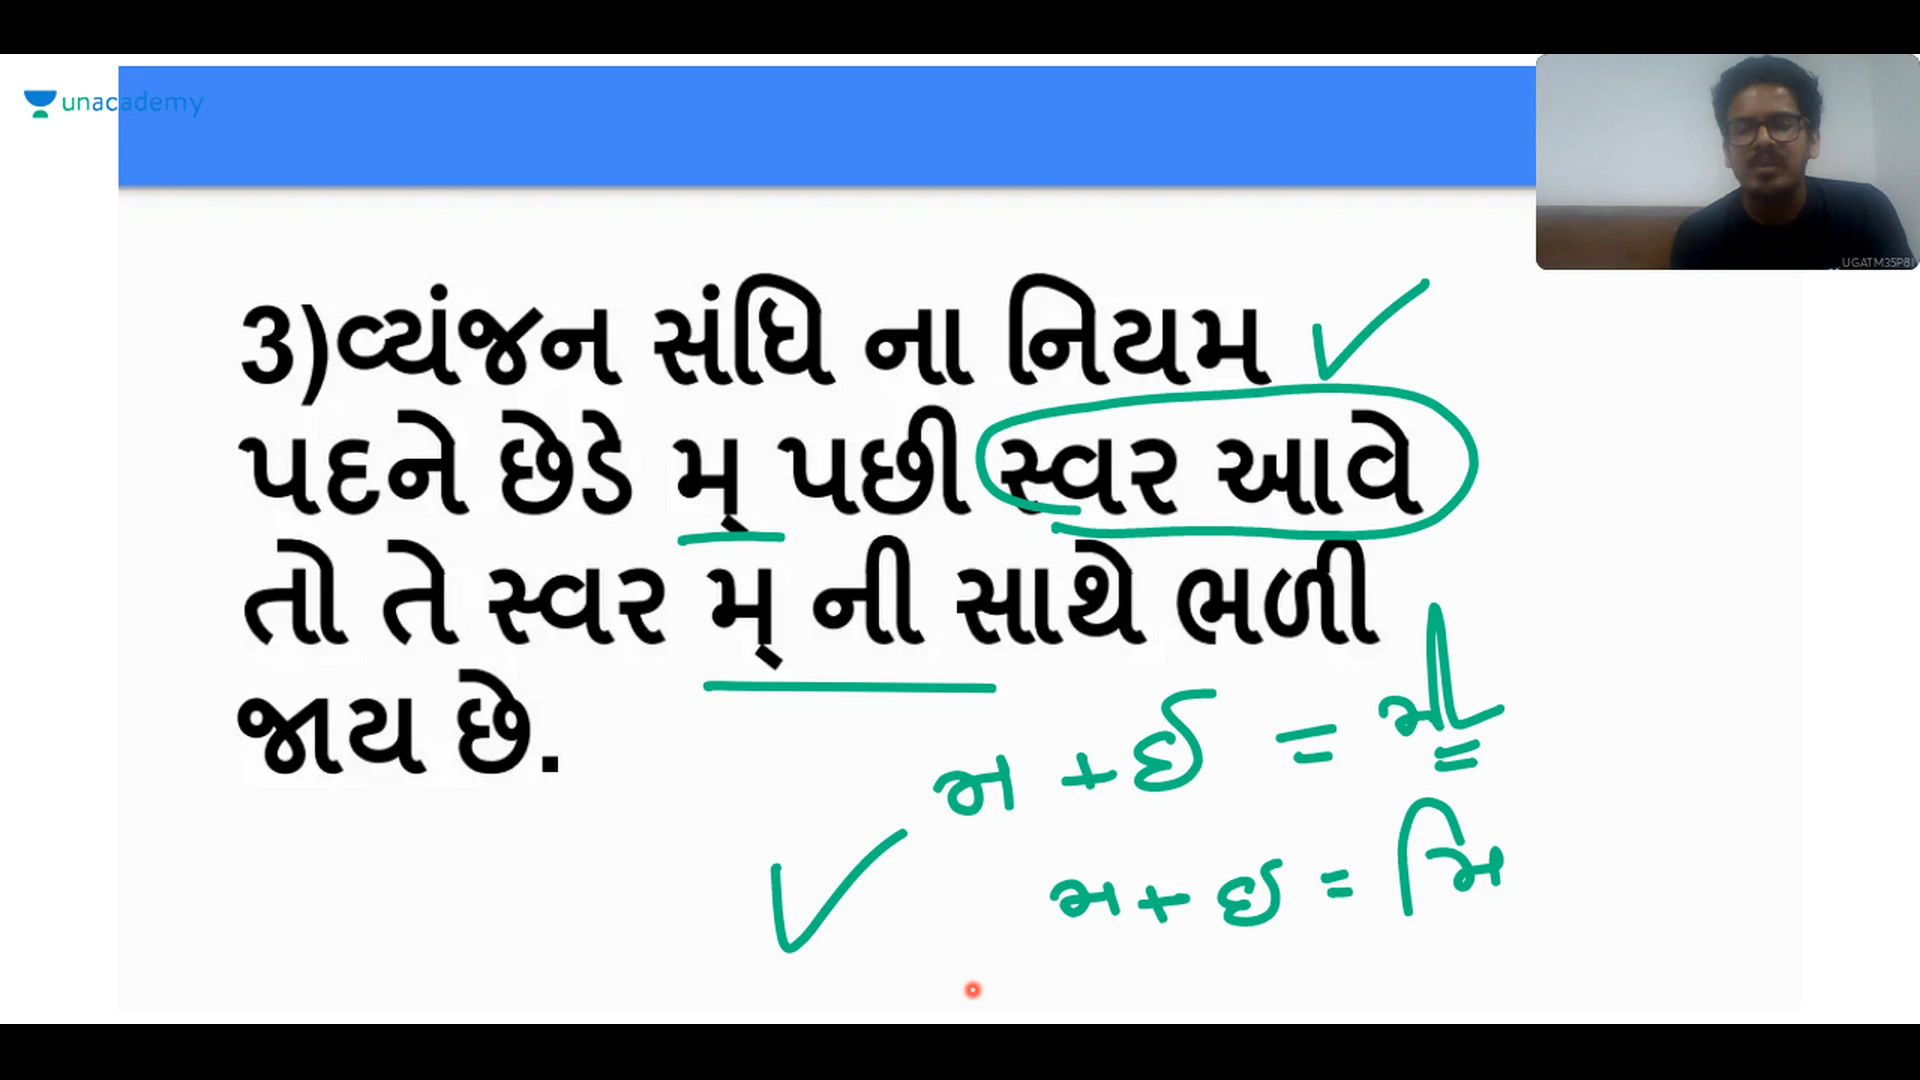 unacademy
UGATM35P8I
3)વ્યંજન સંધિ ના નિયમ
પદને છેડે મ્ પછી સ્વર આવે
તો તે સ્વર મ્ ની સાથે ભળી
જાય છે.
મ + ઈ = મી
મ + ઇ = મિ